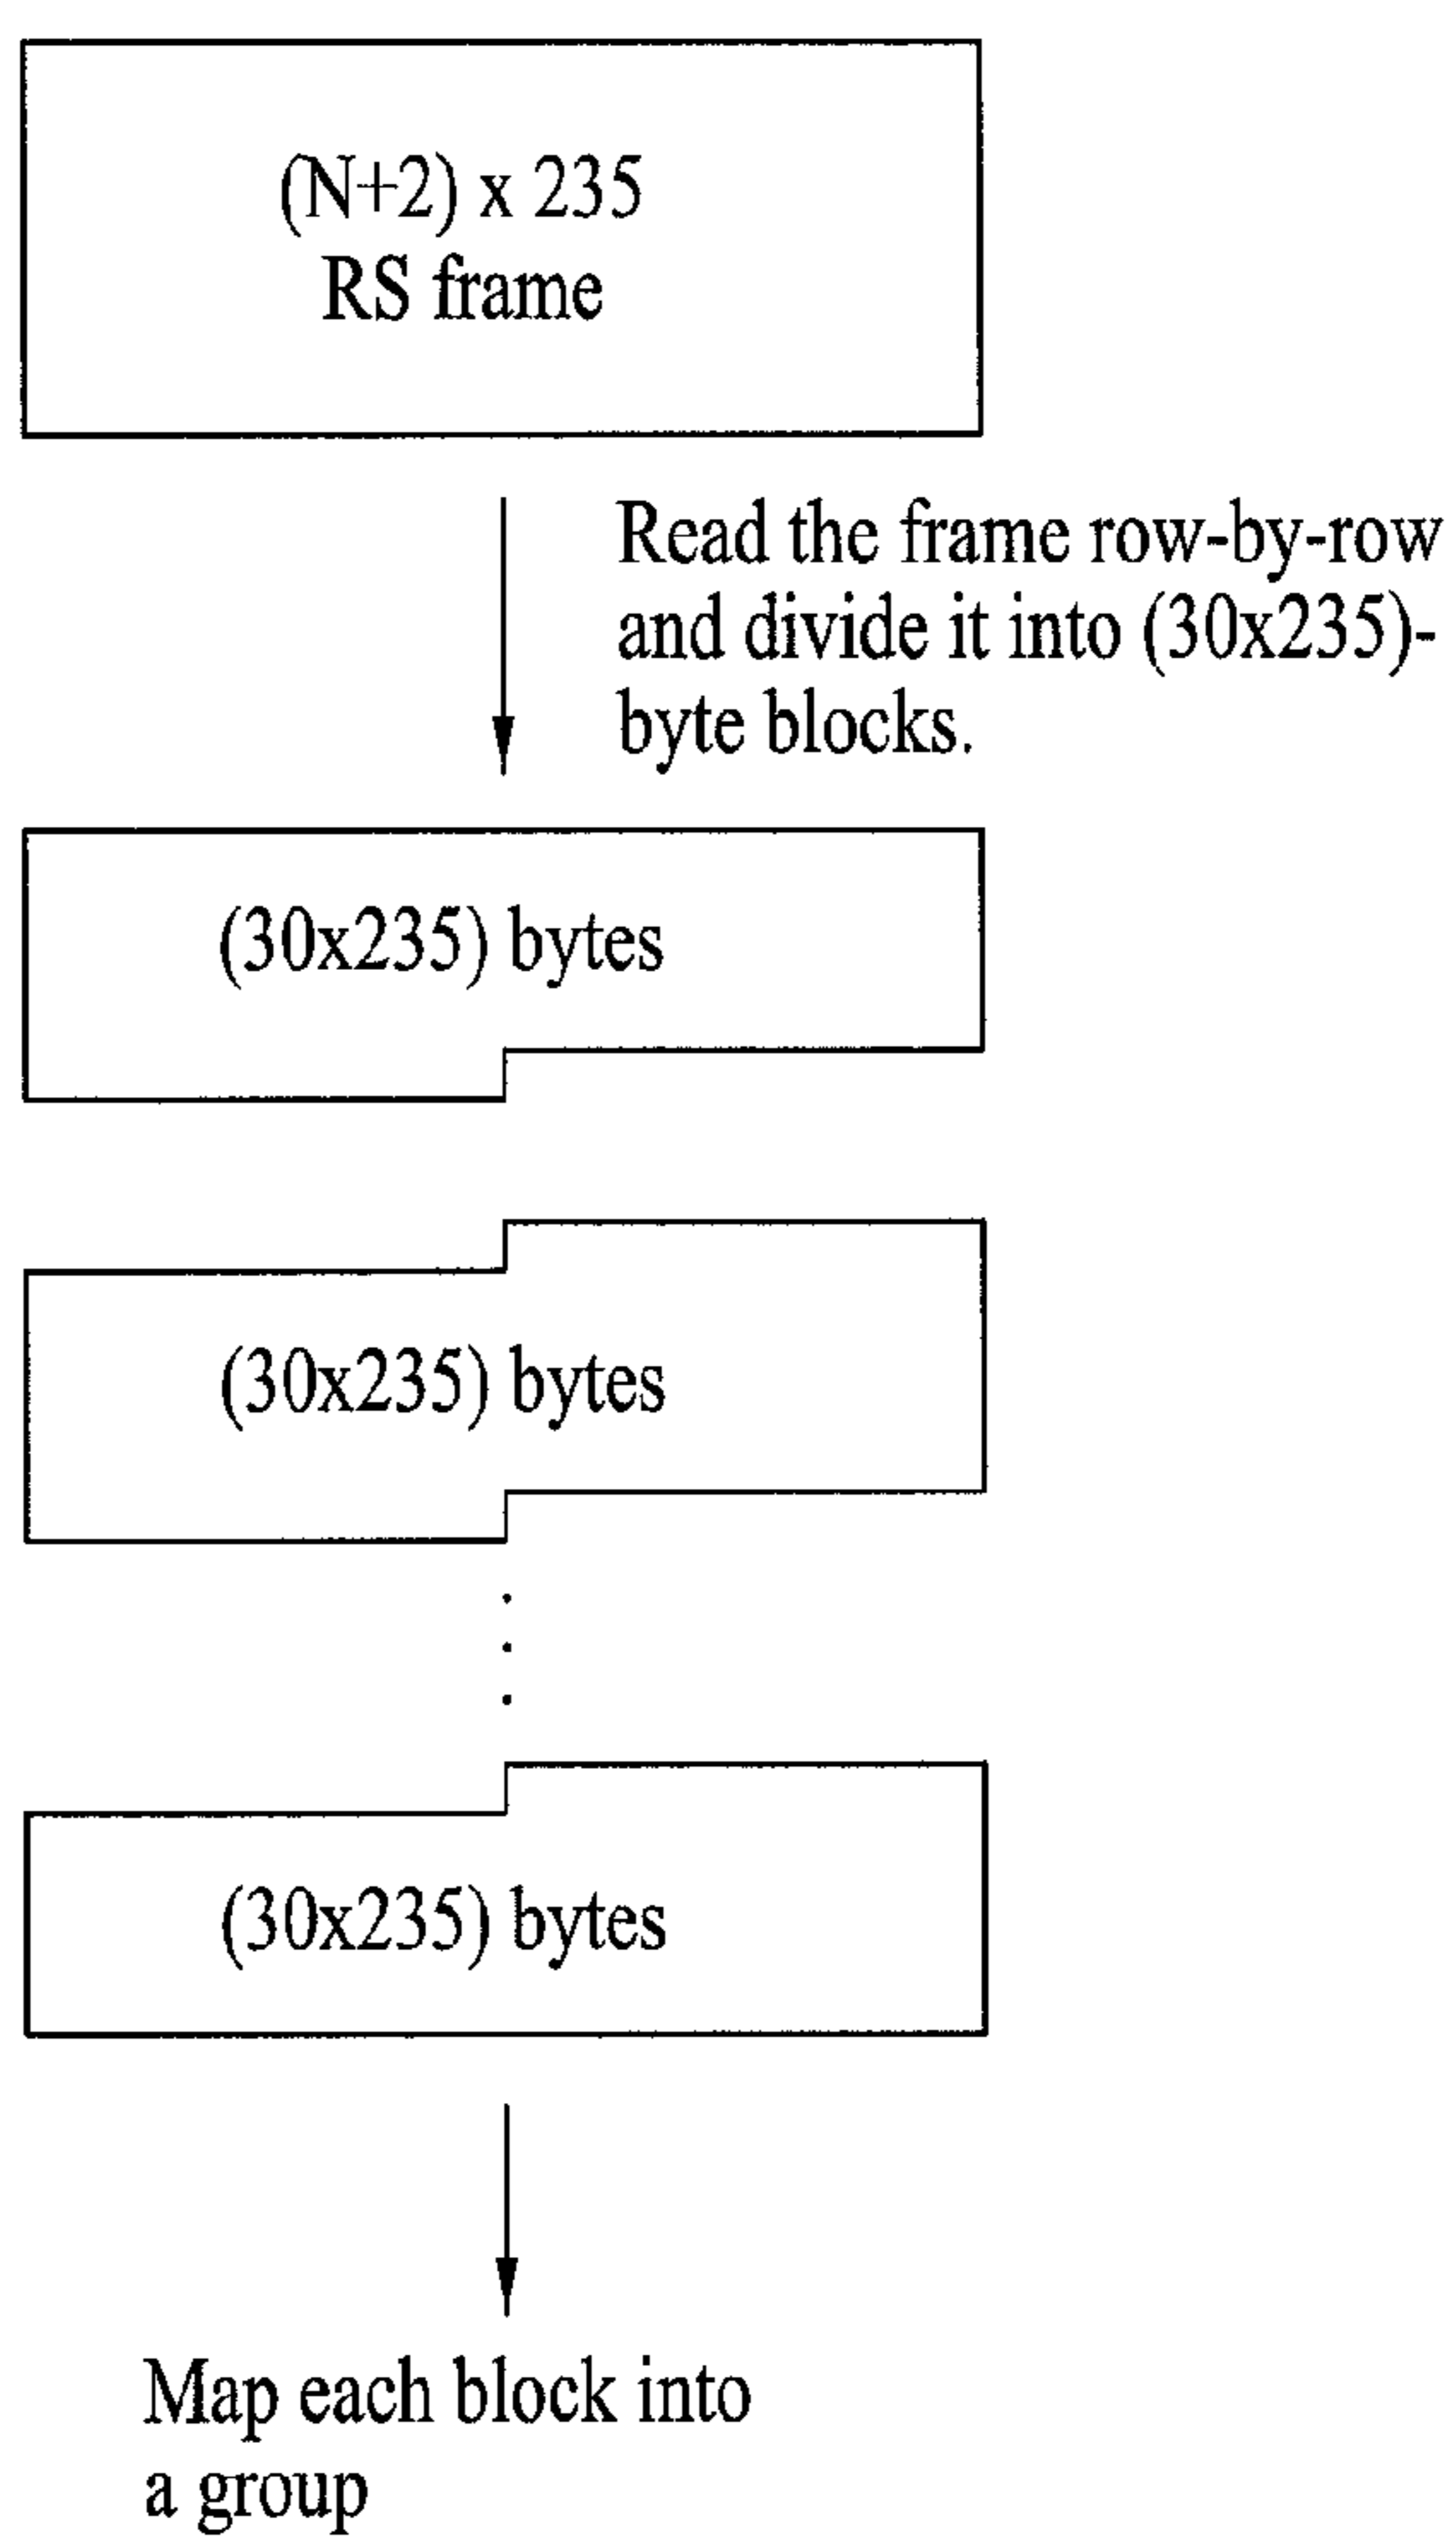 (N+2) x 235
RS frame
Read the frame row-by-row
and divide it into (30x235)-
byte blocks.
(30x235) bytes
(30x235) bytes
(30x235) bytes
Map each block into
a group